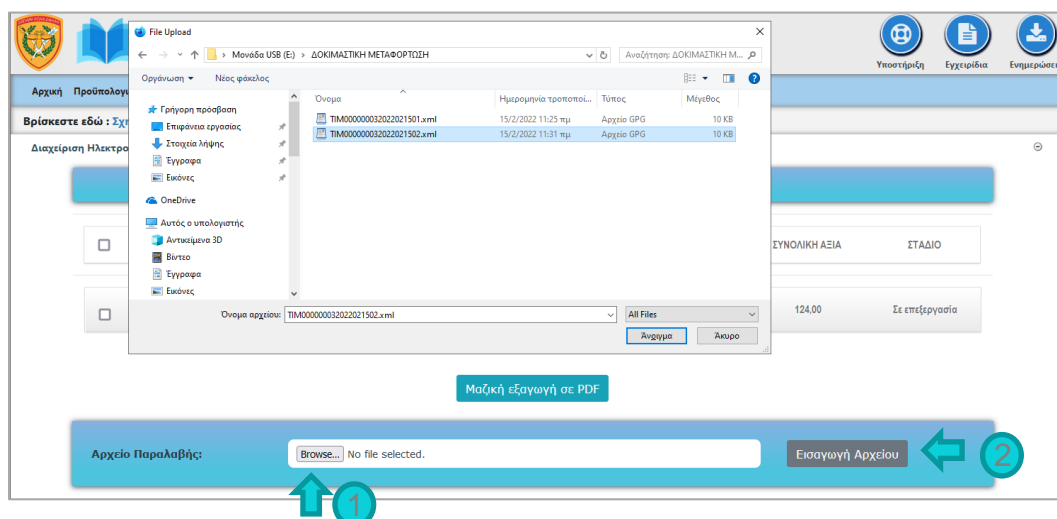 File Upload
Μονάδα USB (E:) > ΔΟΚΙΜΑΣΤΙΚΗ ΜΕΤΑΦΟΡΤΩΣΗ
Αναζήτηση: ΔΟΚΙΜΑΣΤΙΚΗ Μ...
Οργάνωση
Νέος φάκελος
Υποστήριξη
Εγχειρίδια
Ενημερώσει
Αρχική
Προϋπολογι
Βρίσκεστε εδώ : Σχη
Διαχείριση Ηλεκτρο
Γρήγορη πρόσβαση
Επιφάνεια εργασίας
Στοιχεία λήψης
Έγγραφα
Εικόνες
OneDrive
Αυτός ο υπολογιστής
Αντικείμενα 3D
Βίντεο
Έγγραφα
Εικόνες
Όνομα
Ημερομηνία τροποποί...
Τύπος
Μέγεθος
TIM000000032022021501.xml
15/2/2022 11:25 πμ
Αρχείο GPG
10 KB
TIM000000032022021502.xml
15/2/2022 11:31 πμ
Αρχείο GPG
10 KB
ΣΥΝΟΛΙΚΗ ΑΞΙΑ
ΣΤΑΔΙΟ
124,00
Σε επεξεργασία
Όνομα αρχείου:
TIM000000032022021502.xml
All Files
Άνοιγμα
Άκυρο
Μαζική εξαγωγή σε PDF
Αρχείο Παραλαβής:
Browse...
No file selected.
Εισαγωγή Αρχείου
2
1